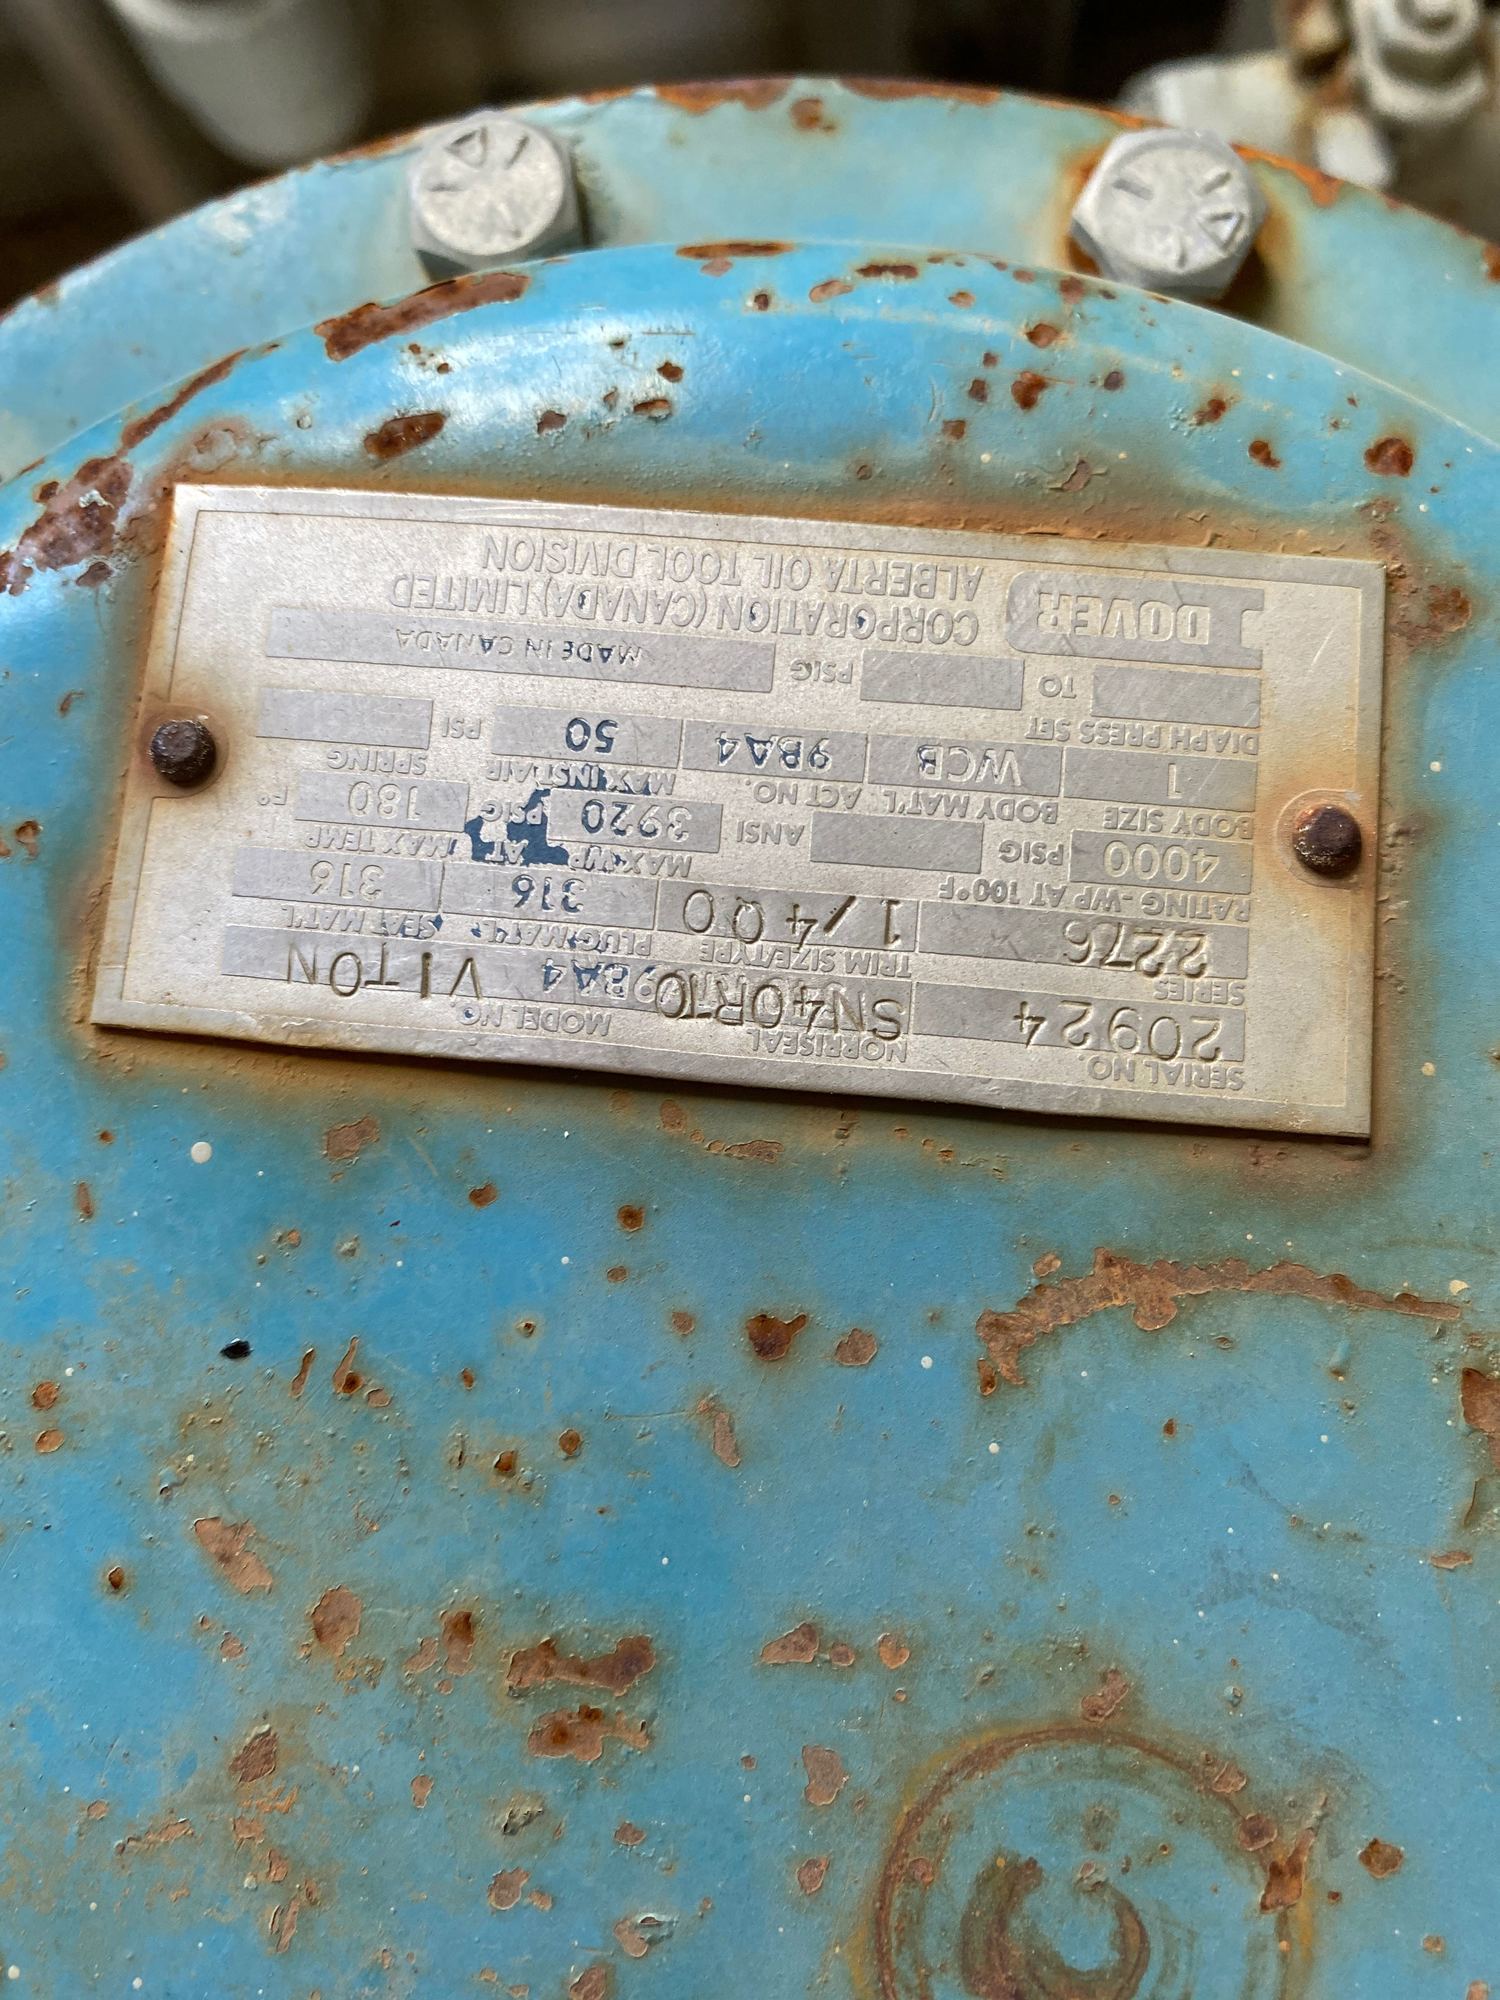 SERIAL NO. NORRISEAL MODEL NO.
20924 9BA4 VITON
SERIES TRIM SIZE/TYPE PLUG MAT'L SEAT MAT'L
2276 1/4 QO 316 316
RATING-WP AT 100°F MAX WP AT MAX TEMP
4000 PSIG ANSI 3920 PSIG 180 F°
BODY SIZE BODY MAT'L ACT NO. MAX INST AIR SPRING
1 WCB 9BA4 50 PSI
DIAPH PRESS SET
TO PSIG MADE IN CANADA
DOVER CORPORATION (CANADA) LIMITED
ALBERTA OIL TOOL DIVISION